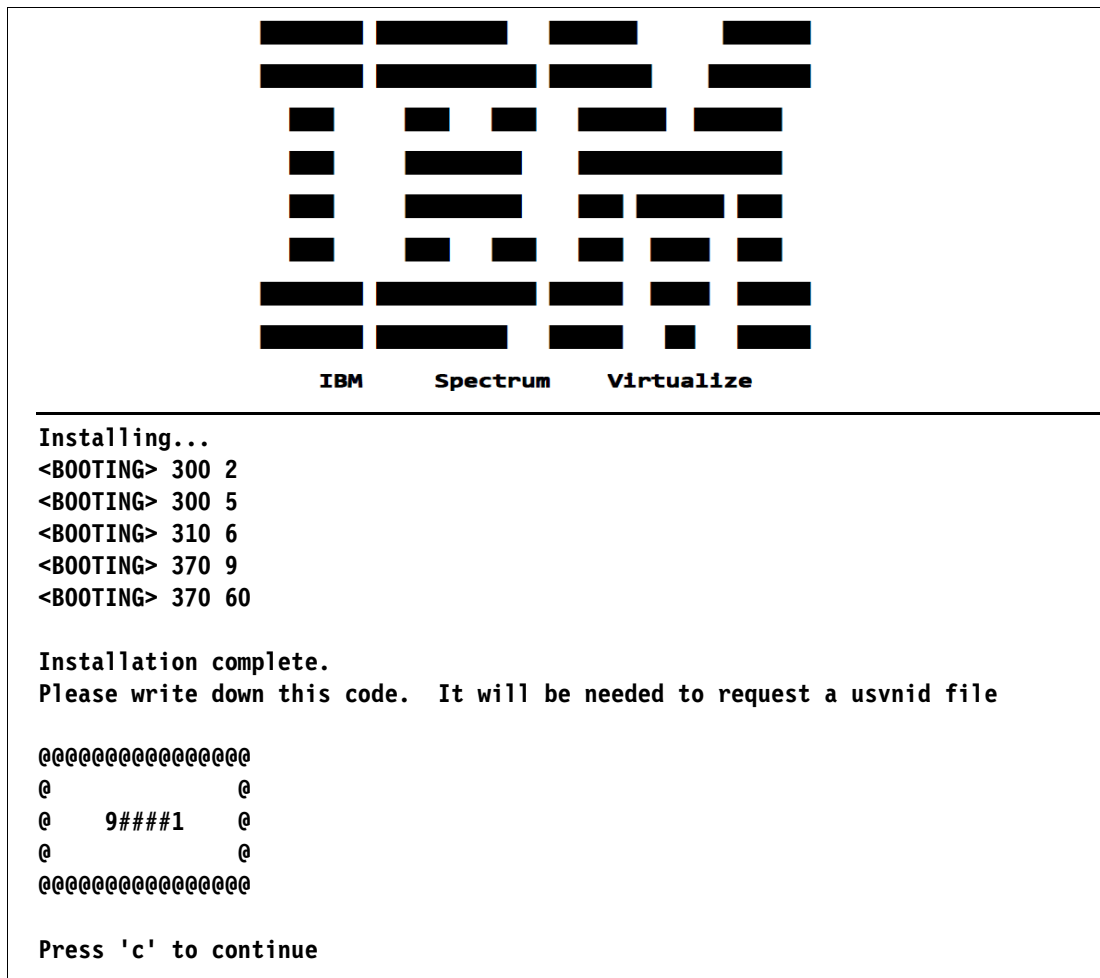 IBM Spectrum Virtualize
Installing...
<BOOTING> 300 2
<BOOTING> 300 5
<BOOTING> 310 6
<BOOTING> 370 9
<BOOTING> 370 60
Installation complete.
Please write down this code.  It will be needed to request a usvnid file
@@@@@@@@@@@@@@@@
@              @
@    9####1    @
@              @
@@@@@@@@@@@@@@@@
Press 'c' to continue